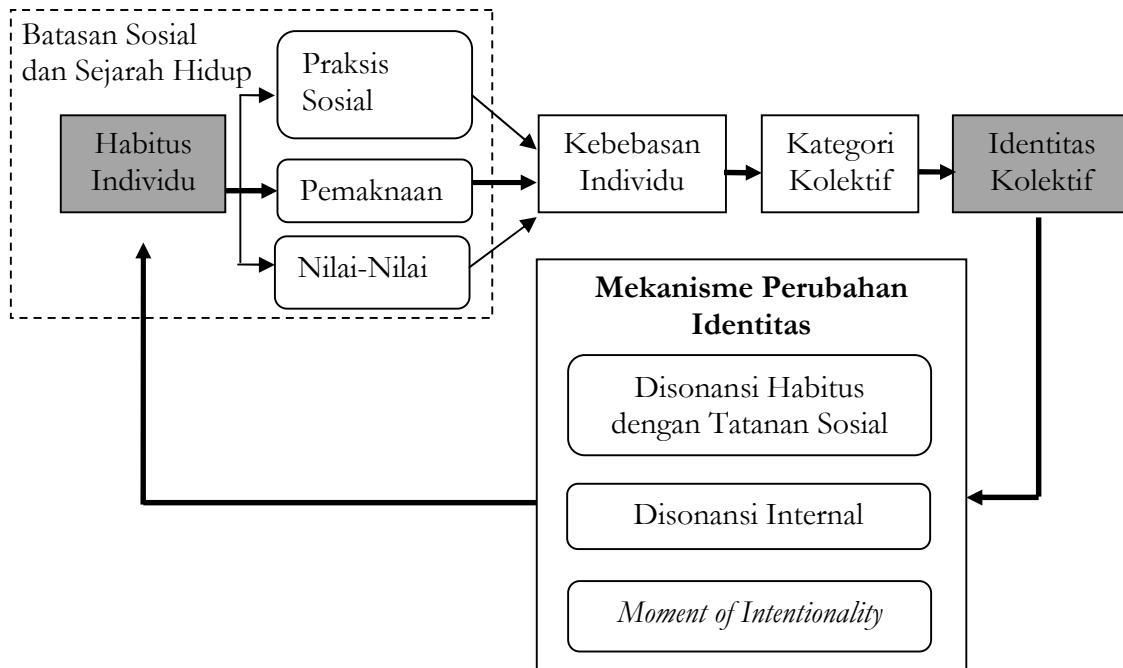 Batasan Sosial
dan Sejarah Hidup
Habitus
Individu
Praksis
Sosial
Pemaknaan
Nilai-Nilai
Kebebasan
Individu
Kategori
Kolektif
Identitas
Kolektif
Mekanisme Perubahan
Identitas
Disonansi Habitus
dengan Tatanan Sosial
Disonansi Internal
Moment of Intentionality